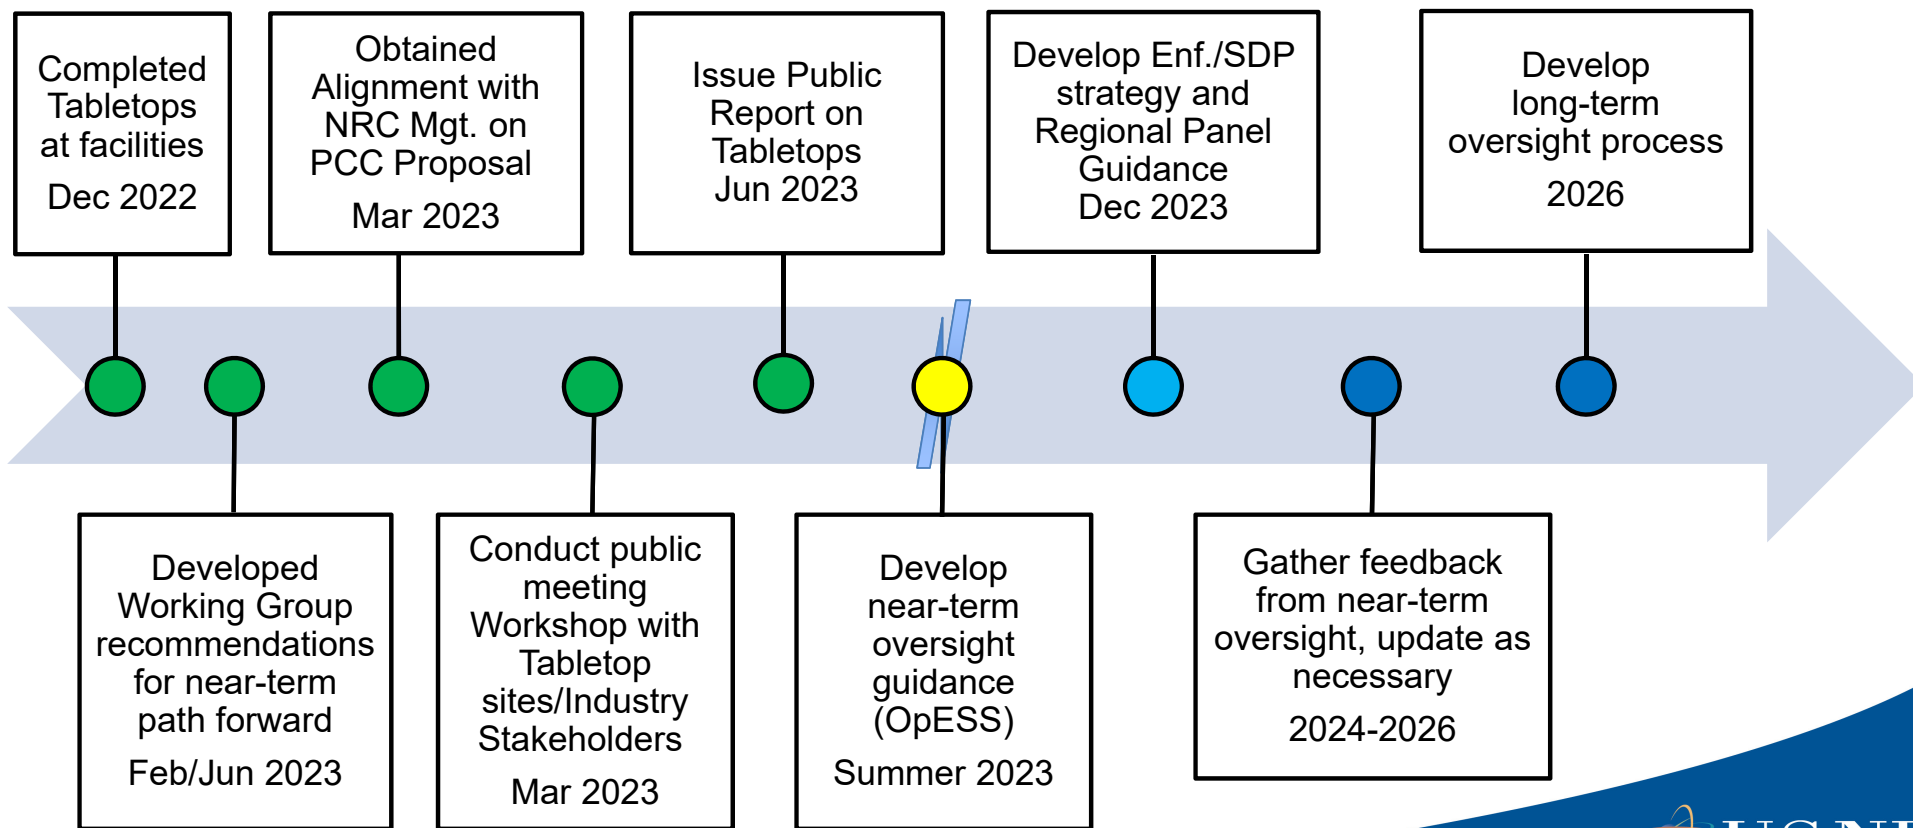 Completed
Tabletops
at facilities
Dec 2022
Obtained
Alignment with
NRC Mgt. on
PCC Proposal
Mar 2023
Issue Public
Report on
Tabletops
Jun 2023
Develop Enf./SDP
strategy and
Regional Panel
Guidance
Dec 2023
Develop
long-term
oversight process
2026
Developed
Working Group
recommendations
for near-term
path forward
Feb/Jun 2023
Conduct public
meeting
Workshop with
Tabletop
sites/Industry
Stakeholders
Mar 2023
Develop
near-term
oversight
guidance
(OpESS)
Summer 2023
Gather feedback
from near-term
oversight, update as
necessary
2024-2026